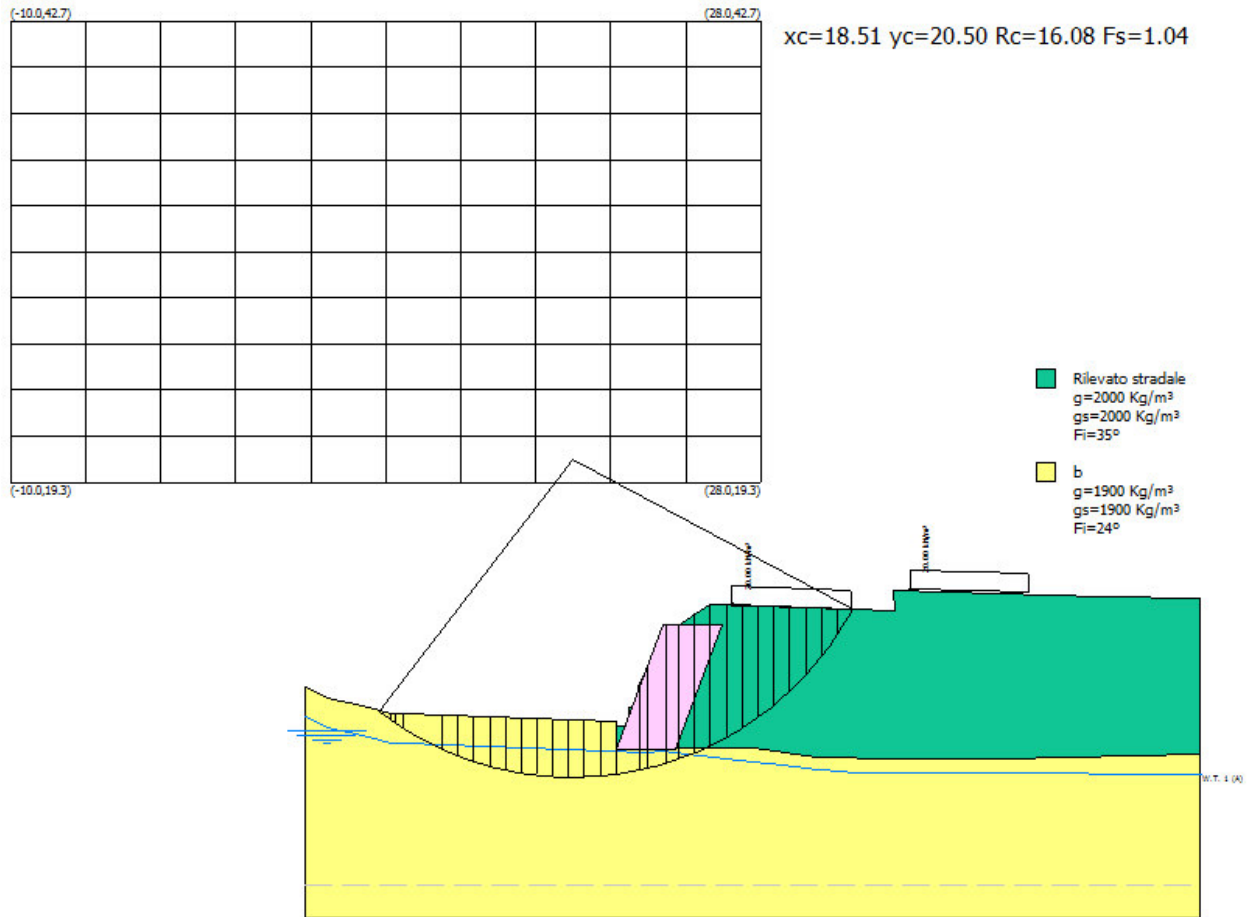 (-10.0,42.7)
(28.0,42.7)
xc=18.51 yc=20.50 Rc=16.08 Fs=1.04
Rilevato stradale
g=2000 Kg/m³
gs=2000 Kg/m³
Fi=35°
b
g=1900 Kg/m³
gs=1900 Kg/m³
Fi=24°
(-10.0,19.3)
(28.0,19.3)
W.T. 1 (A)